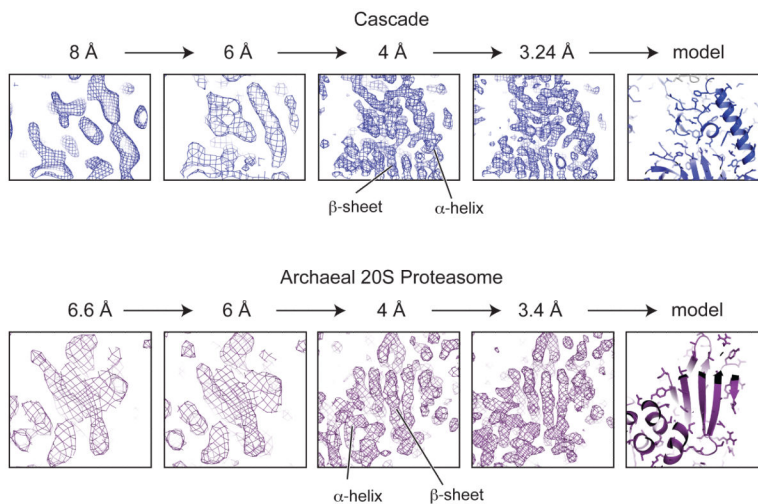 Cascade
8 Å 6 Å 4 Å 3.24 Å model
β-sheet α-helix
Archaeal 20S Proteasome
6.6 Å 6 Å 4 Å 3.4 Å model
α-helix β-sheet